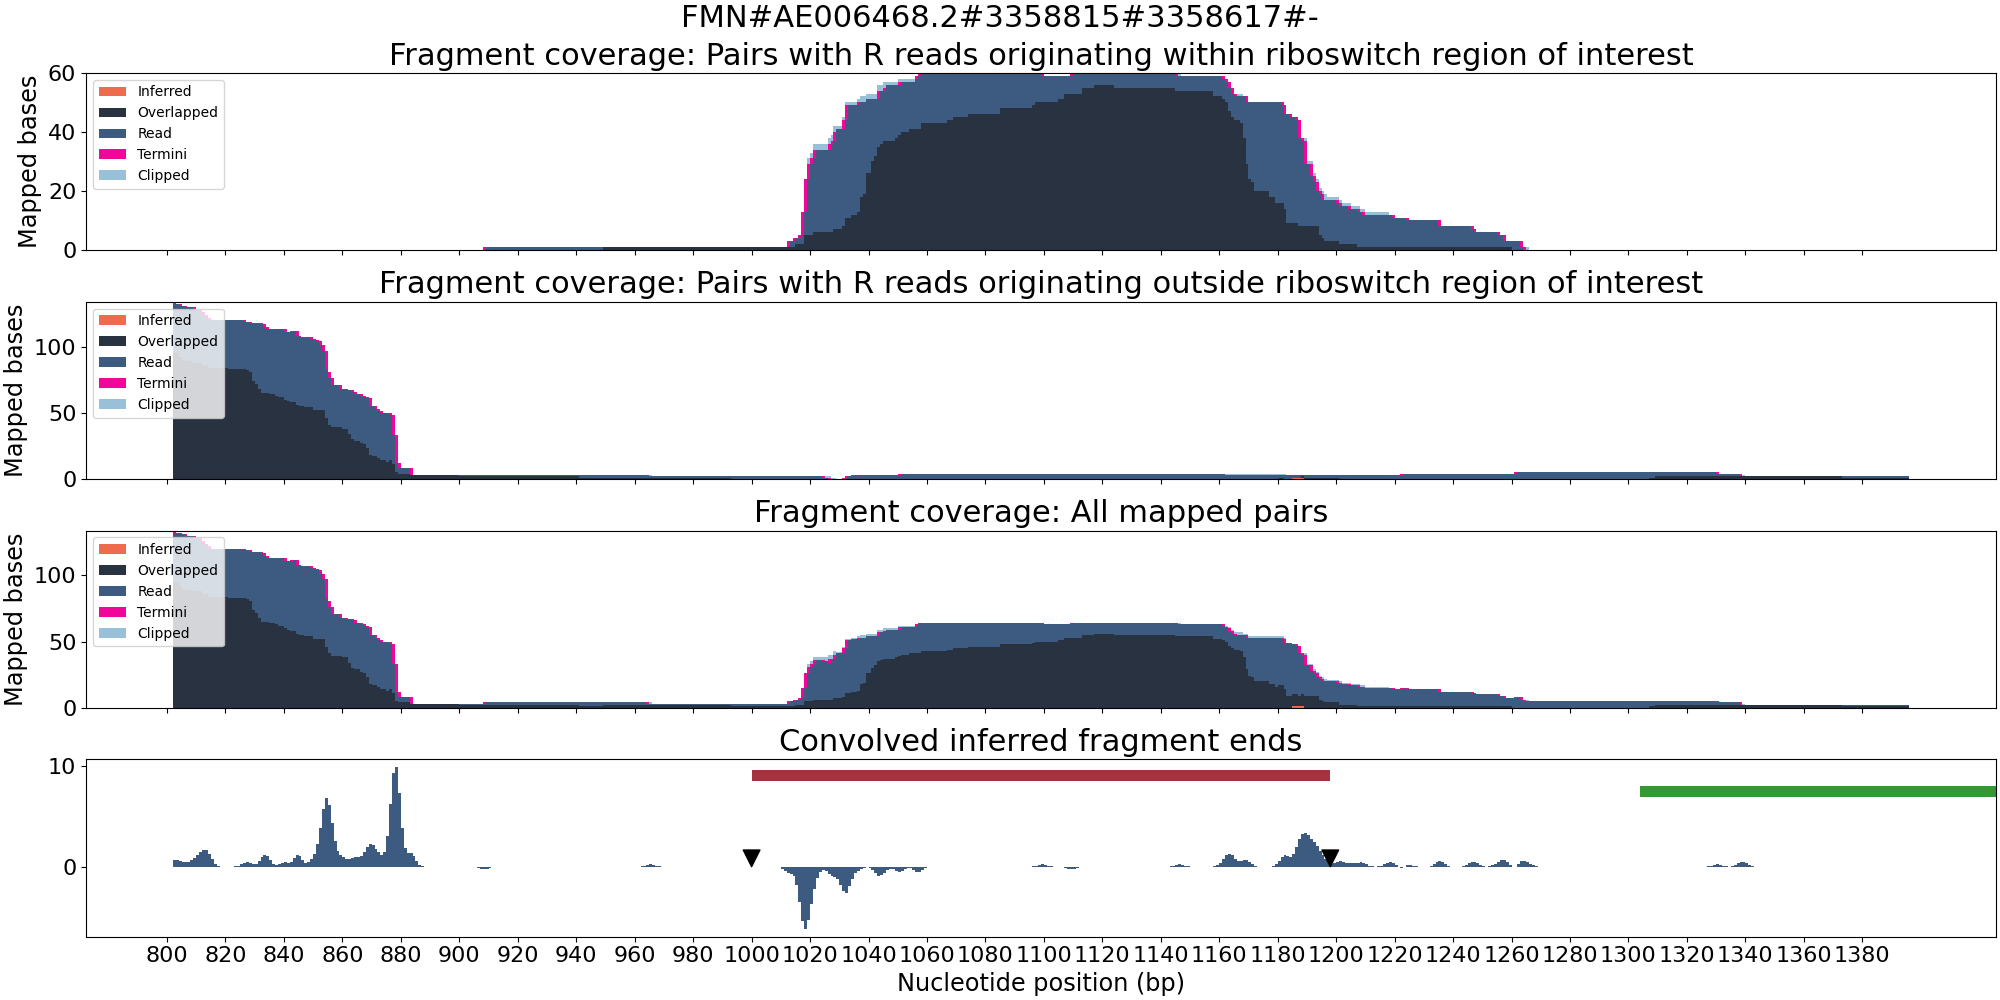 FMN#AE006468.2#3358815#3358617#-
Fragment coverage: Pairs with R reads originating within riboswitch region of interest
Mapped bases
60
40
20
0
Inferred
Overlapped
Read
Termini
Clipped
Fragment coverage: Pairs with R reads originating outside riboswitch region of interest
Mapped bases
100
50
0
Inferred
Overlapped
Read
Termini
Clipped
Fragment coverage: All mapped pairs
Mapped bases
100
50
0
Inferred
Overlapped
Read
Termini
Clipped
Convolved inferred fragment ends
10
0
800 820 840 860 880 900 920 940 960 980 1000 1020 1040 1060 1080 1100 1120 1140 1160 1180 1200 1220 1240 1260 1280 1300 1320 1340 1360 1380
Nucleotide position (bp)